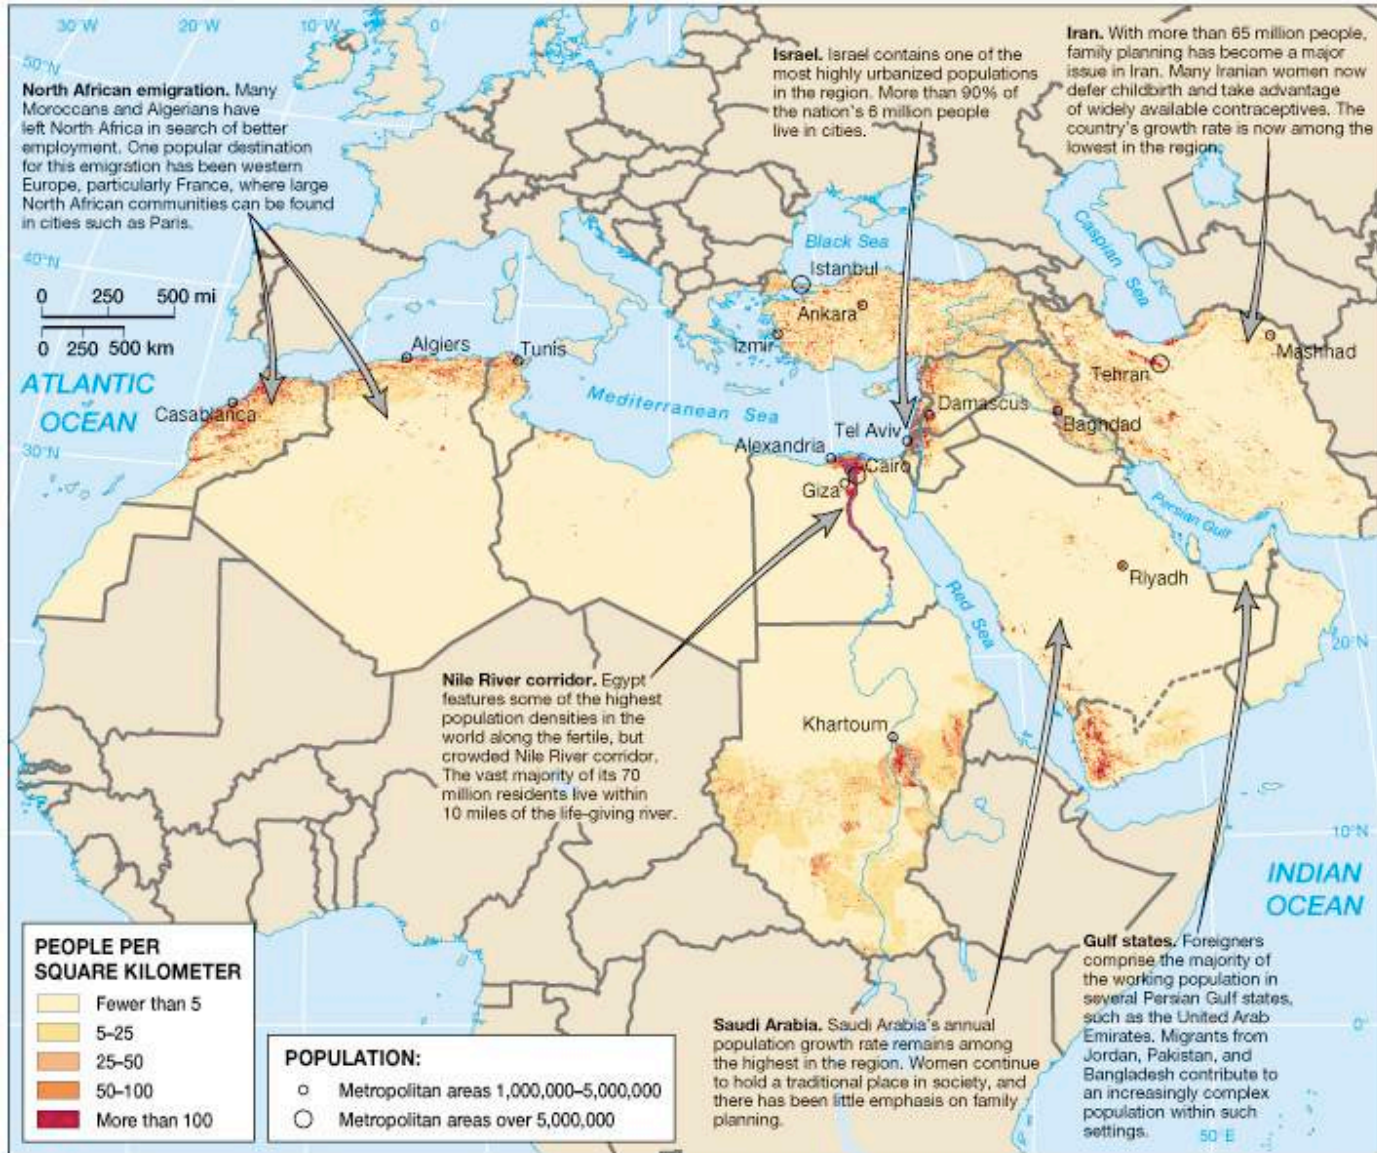 30°W
20°W
10°W
0°
50°N
40°N
30°N
North African emigration. Many
Moroccans and Algerians have
left North Africa in search of better
employment. One popular destination
for this emigration has been western
Europe, particularly France, where large
North African communities can be found
in cities such as Paris.
Israel. Israel contains one of the
most highly urbanized populations
in the region. More than 90% of
the nation's 6 million people
live in cities.
Iran. With more than 65 million people,
family planning has become a major
issue in Iran. Many Iranian women now
defer childbirth and take advantage
of widely available contraceptives. The
country's growth rate is now among the
lowest in the region.
0 250 500 mi
0 250 500 km
ATLANTIC
OCEAN
Black Sea
Caspian Sea
Istanbul
Ankara
Izmir
Algiers
Tunis
Casablanca
Mediterranean Sea
Mashhad
Tehran
Damascus
Baghdad
Tel Aviv
Alexandria
Cairo
Giza
Persian Gulf
Riyadh
Red Sea
20°N
Nile River corridor. Egypt
features some of the highest
population densities in the
world along the fertile, but
crowded Nile River corridor.
The vast majority of its 70
million residents live within
10 miles of the life-giving river.
Khartoum
10°N
INDIAN
OCEAN
0°
50°E
Gulf states. Foreigners
comprise the majority of
the working population in
several Persian Gulf states,
such as the United Arab
Emirates. Migrants from
Jordan, Pakistan, and
Bangladesh contribute to
an increasingly complex
population within such
settings.
Saudi Arabia. Saudi Arabia's annual
population growth rate remains among
the highest in the region. Women continue
to hold a traditional place in society, and
there has been little emphasis on family
planning.
PEOPLE PER
SQUARE KILOMETER
Fewer than 5
5–25
25–50
50–100
More than 100
POPULATION:
Metropolitan areas 1,000,000–5,000,000
Metropolitan areas over 5,000,000